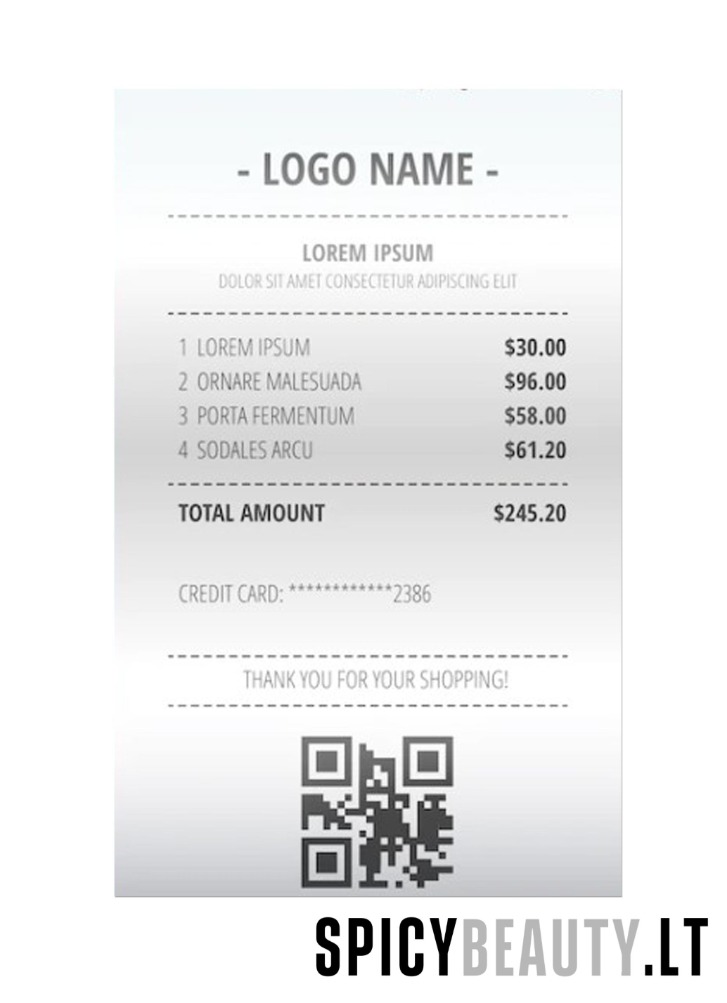 - LOGO NAME -
LOREM IPSUM
DOLOR SIT AMET CONSECTETUR ADIPISCING ELIT
1 LOREM IPSUM $30.00
2 ORNARE MALESUADA $96.00
3 PORTA FERMENTUM $58.00
4 SODALES ARCU $61.20
TOTAL AMOUNT $245.20
CREDIT CARD: ************2386
THANK YOU FOR YOUR SHOPPING!
SPICYBEAUTY.LT